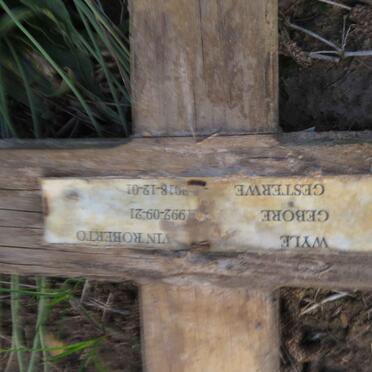 WYLE VIN ROBERTO
GEBORE 1992-09-21
GESTERWE 2018-12-01